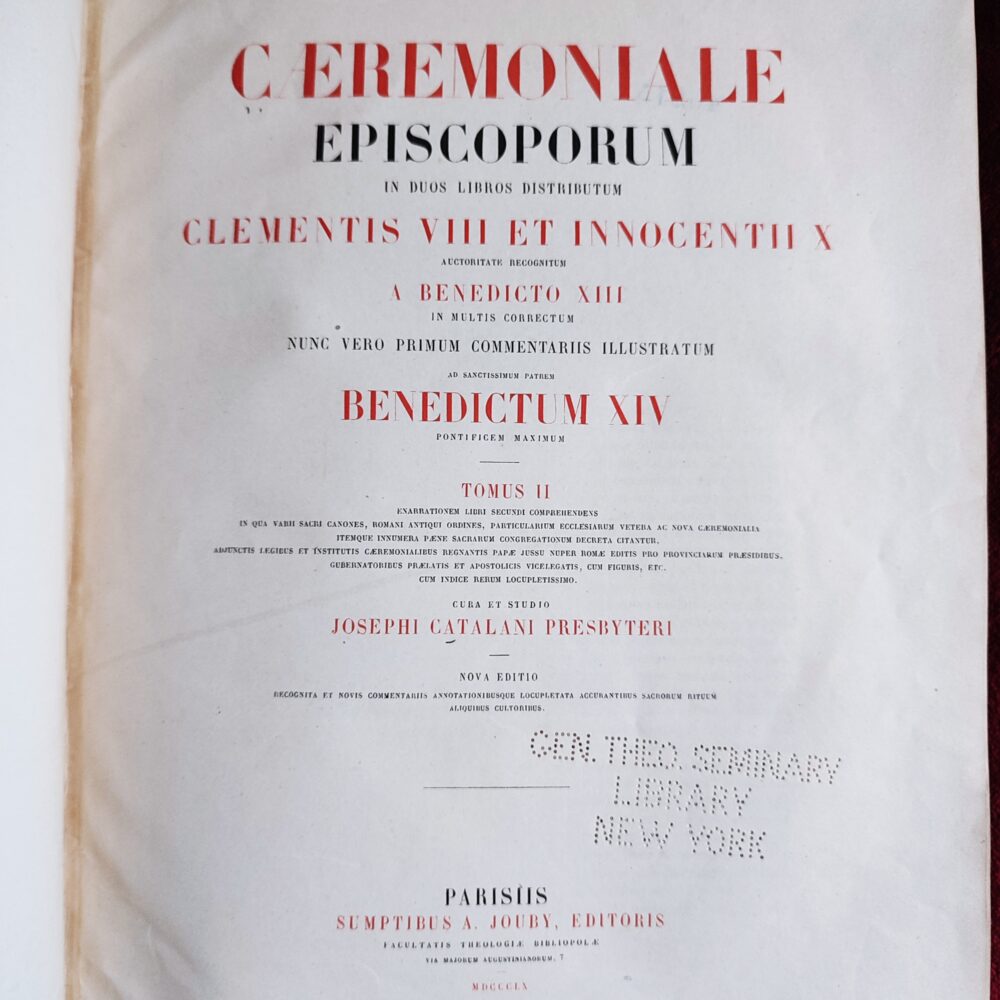 CÆREMONIALE
EPISCOPORUM
IN DUOS LIBROS DISTRIBUTUM
CLEMENTIS VIII ET INNOCENTII X
AUCTORITATE RECOGNITUM
A BENEDICTO XIII
IN MULTIS CORRECTUM
NUNC VERO PRIMUM COMMENTARIIS ILLUSTRATUM
AD SANCTISSIMUM PATREM
BENEDICTUM XIV
PONTIFICEM MAXIMUM
TOMUS II
ENARRATIONEM LIBRI SECUNDI COMPREHENDENS
IN QUA VARII SACRI CANONES, ROMANI ANTIQUI ORDINES, PARTICULARIUM ECCLESIARUM VETERA AC NOVA CÆREMONIALIA
ITEMQUE INNUMERA PÆNE SACRARUM CONGREGATIONUM DECRETA CITANTUR,
ADJUNCTIS LEGIBUS ET INSTITUTIS CÆREMONIALIBUS REGNANTIS PAPÆ JUSSU NUPER ROMÆ EDITIS PRO PROVINCIARUM PRÆSIDIBUS,
GUBERNATORIBUS PRÆLATIS ET APOSTOLICIS VICELEGATIS, CUM FIGURIS, ETC.
CUM INDICE RERUM LOCUPLETISSIMO.
CURA ET STUDIO
JOSEPHI CATALANI PRESBYTERI
NOVA EDITIO
RECOGNITA ET NOVIS COMMENTARIIS ANNOTATIONIBUSQUE LOCUPLETATA ACCURANTIBUS SACRORUM RITUUM
ALIQUIBUS CULTORIBUS.
GEN. THEO. SEMINARY
LIBRARY
NEW YORK
PARISIIS
SUMPTIBUS A. JOUBY, EDITORIS
FACULTATIS THEOLOGIÆ BIBLIOPOLÆ
VIA MAJORUM AUGUSTINIANORUM, 7
MDCCCLX